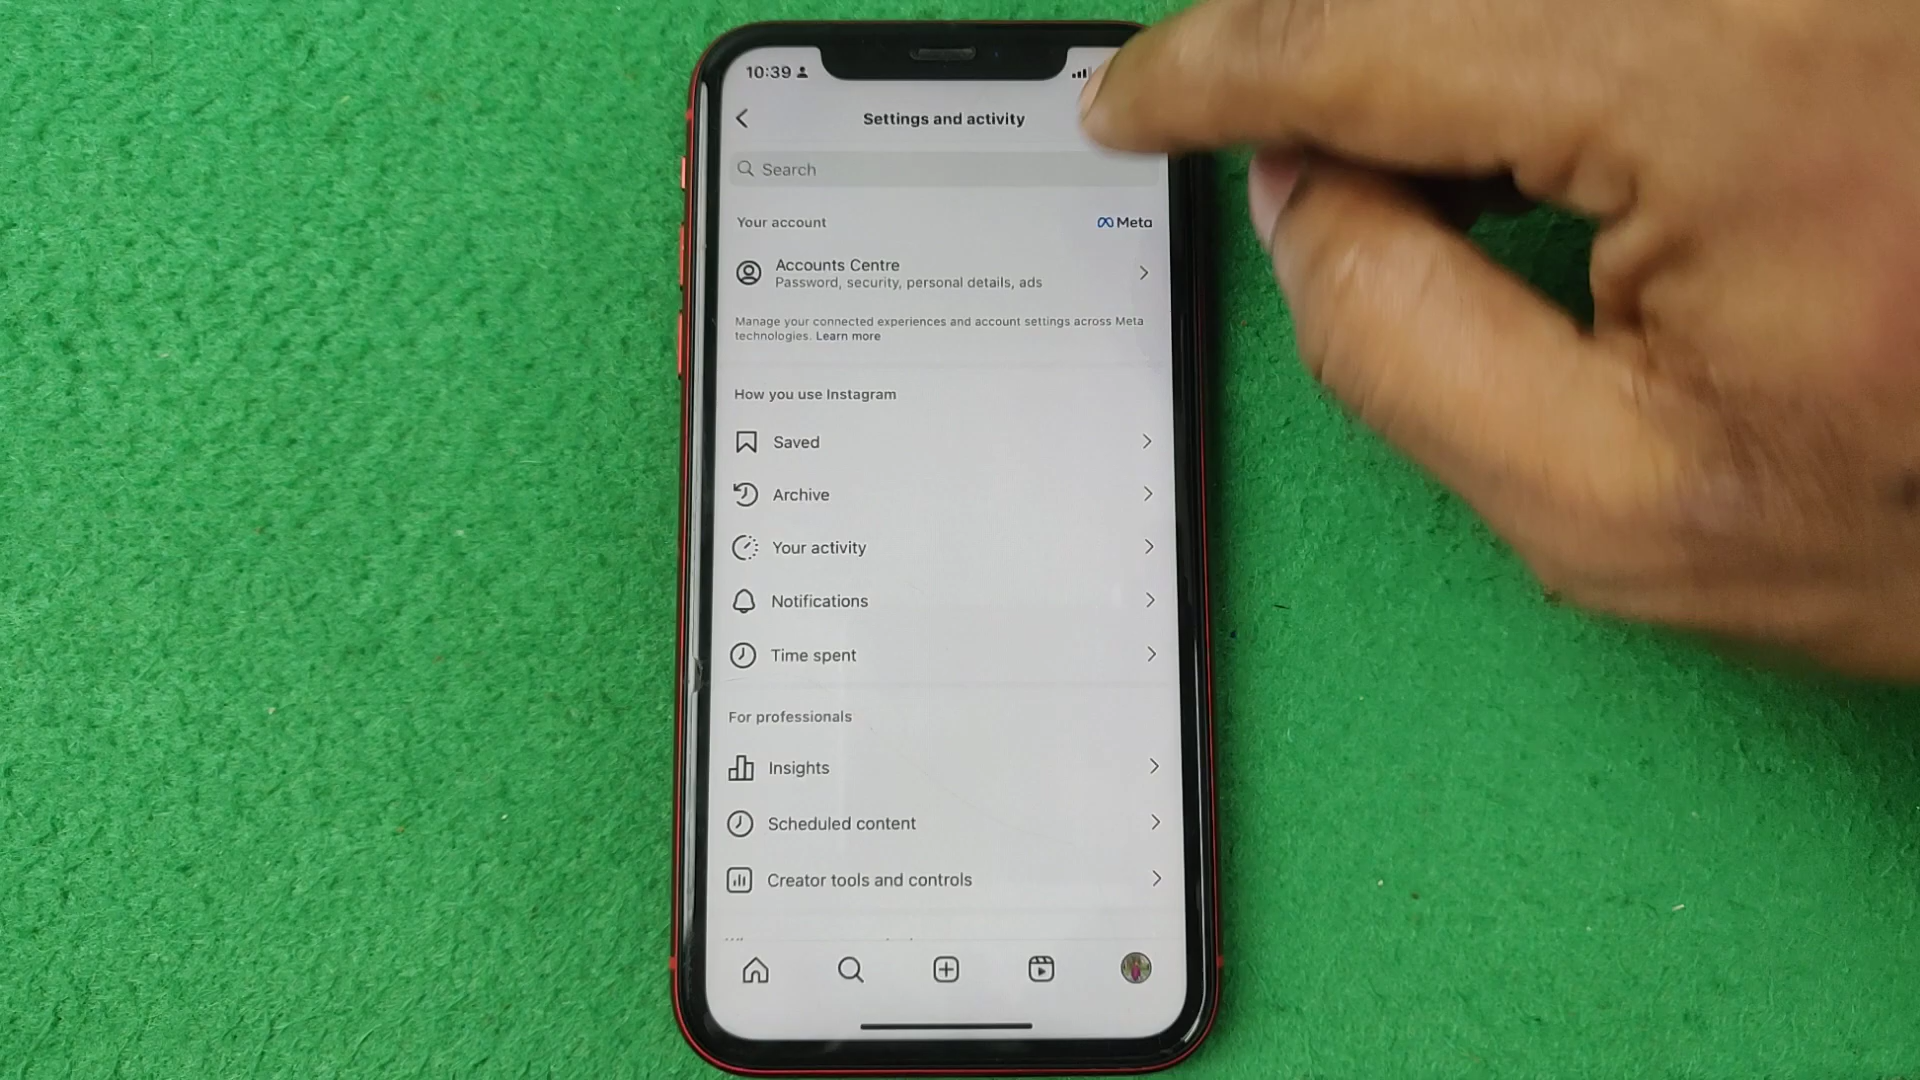 10:39
Settings and activity
Search
Your account
Meta
Accounts Centre
Password, security, personal details, ads
Manage your connected experiences and account settings across Meta
technologies. Learn more
How you use Instagram
Saved
Archive
Your activity
Notifications
Time spent
For professionals
Insights
Scheduled content
Creator tools and controls